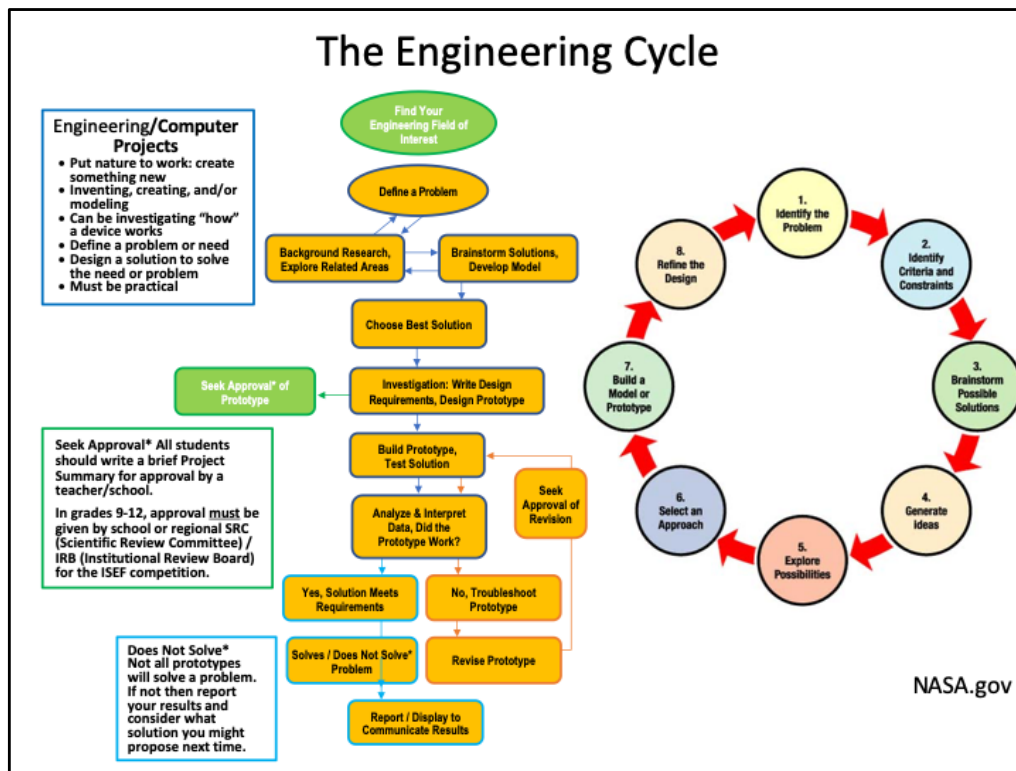 The Engineering Cycle
Engineering/Computer
Projects
• Put nature to work: create
something new
• Inventing, creating, and/or
modeling
• Can be investigating “how”
a device works
• Define a problem or need
• Design a solution to solve
the need or problem
• Must be practical
Find Your
Engineering Field of
Interest
Define a Problem
Background Research,
Explore Related Areas
Brainstorm Solutions,
Develop Model
Choose Best Solution
Seek Approval* of
Prototype
Investigation: Write Design
Requirements, Design Prototype
Seek Approval* All students
should write a brief Project
Summary for approval by a
teacher/school.
In grades 9-12, approval must be
given by school or regional SRC
(Scientific Review Committee) /
IRB (Institutional Review Board)
for the ISEF competition.
Build Prototype,
Test Solution
Seek
Approval of
Revision
Analyze & Interpret
Data, Did the
Prototype Work?
Yes, Solution Meets
Requirements
No, Troubleshoot
Prototype
Does Not Solve*
Not all prototypes
will solve a problem.
If not then report
your results and
consider what
solution you might
propose next time.
Solves / Does Not Solve*
Problem
Revise Prototype
Report / Display to
Communicate Results
1.
Identify the
Problem
2.
Identify
Criteria and
Constraints
3.
Brainstorm
Possible
Solutions
4.
Generate
Ideas
5.
Explore
Possibilities
6.
Select an
Approach
7.
Build a
Model or
Prototype
8.
Refine the
Design
NASA.gov